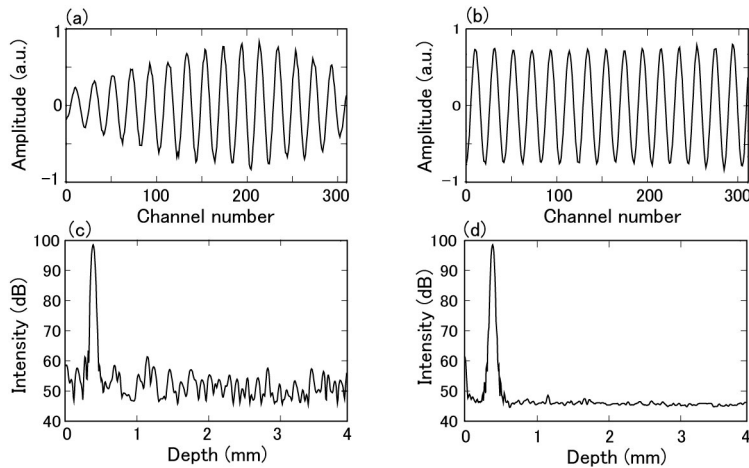 (a)
1
0
−1
Amplitude (a.u.)
0 100 200 300
Channel number
(b)
1
0
−1
Amplitude (a.u.)
0 100 200 300
Channel number
(c)
100
90
80
70
60
50
40
Intensity (dB)
0 1 2 3 4
Depth (mm)
(d)
100
90
80
70
60
50
40
Intensity (dB)
0 1 2 3 4
Depth (mm)